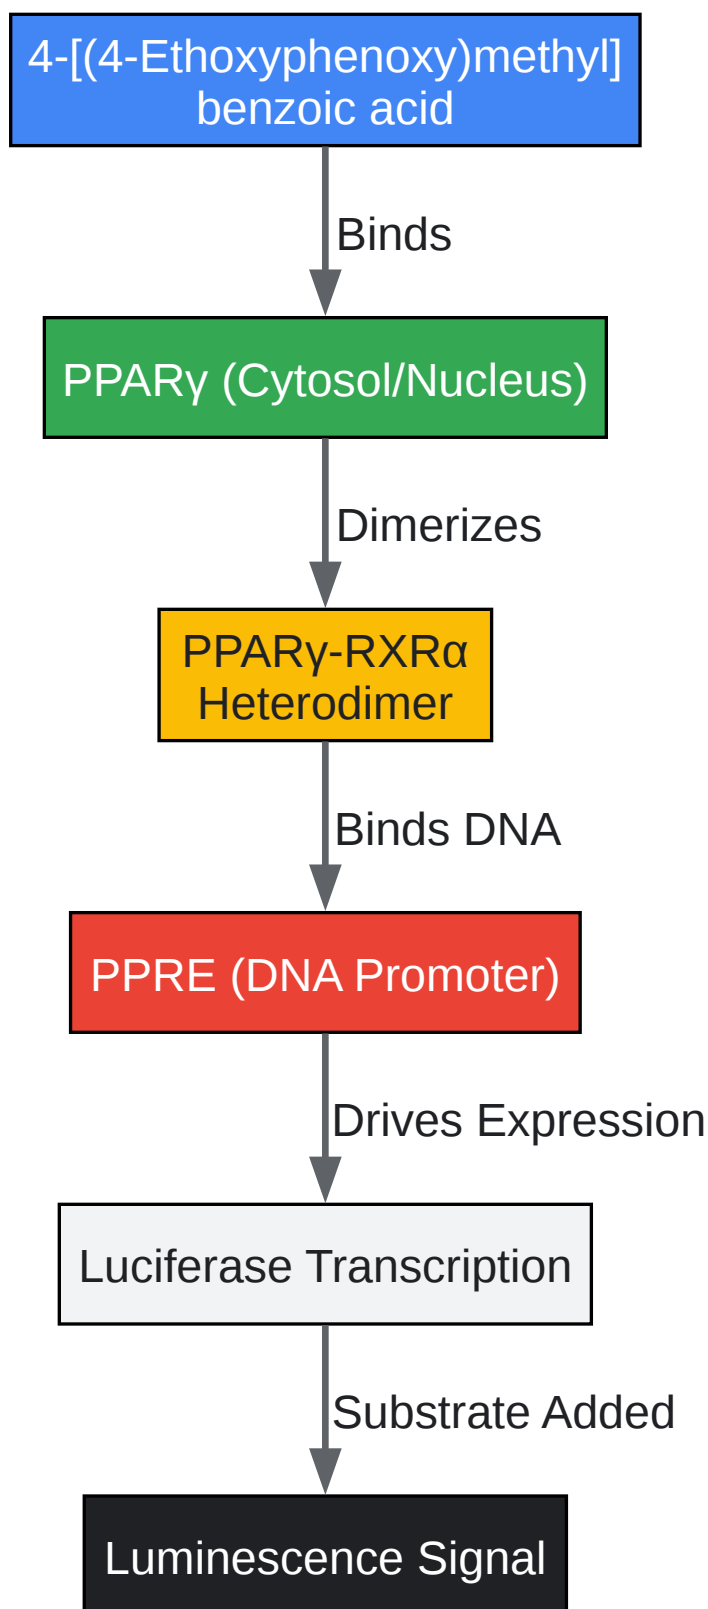 4-[(4-Ethoxyphenoxy)methyl]
benzoic acid
Binds
PPARγ (Cytosol/Nucleus)
Dimerizes
PPARγ-RXRα
Heterodimer
Binds DNA
PPRE (DNA Promoter)
Drives Expression
Luciferase Transcription
Substrate Added
Luminescence Signal